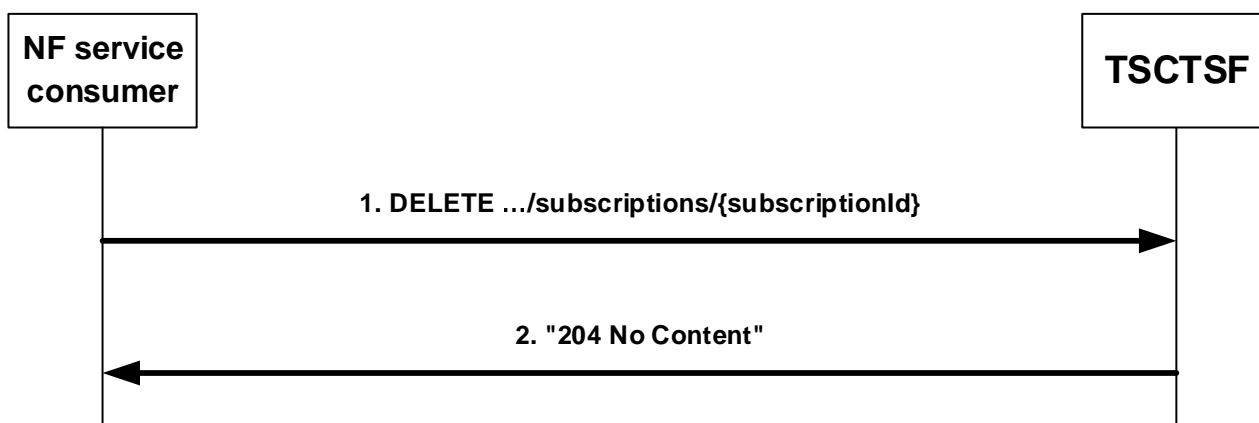 NF service
consumer
TSCTSF
1. DELETE …/subscriptions/{subscriptionId}
2. "204 No Content"